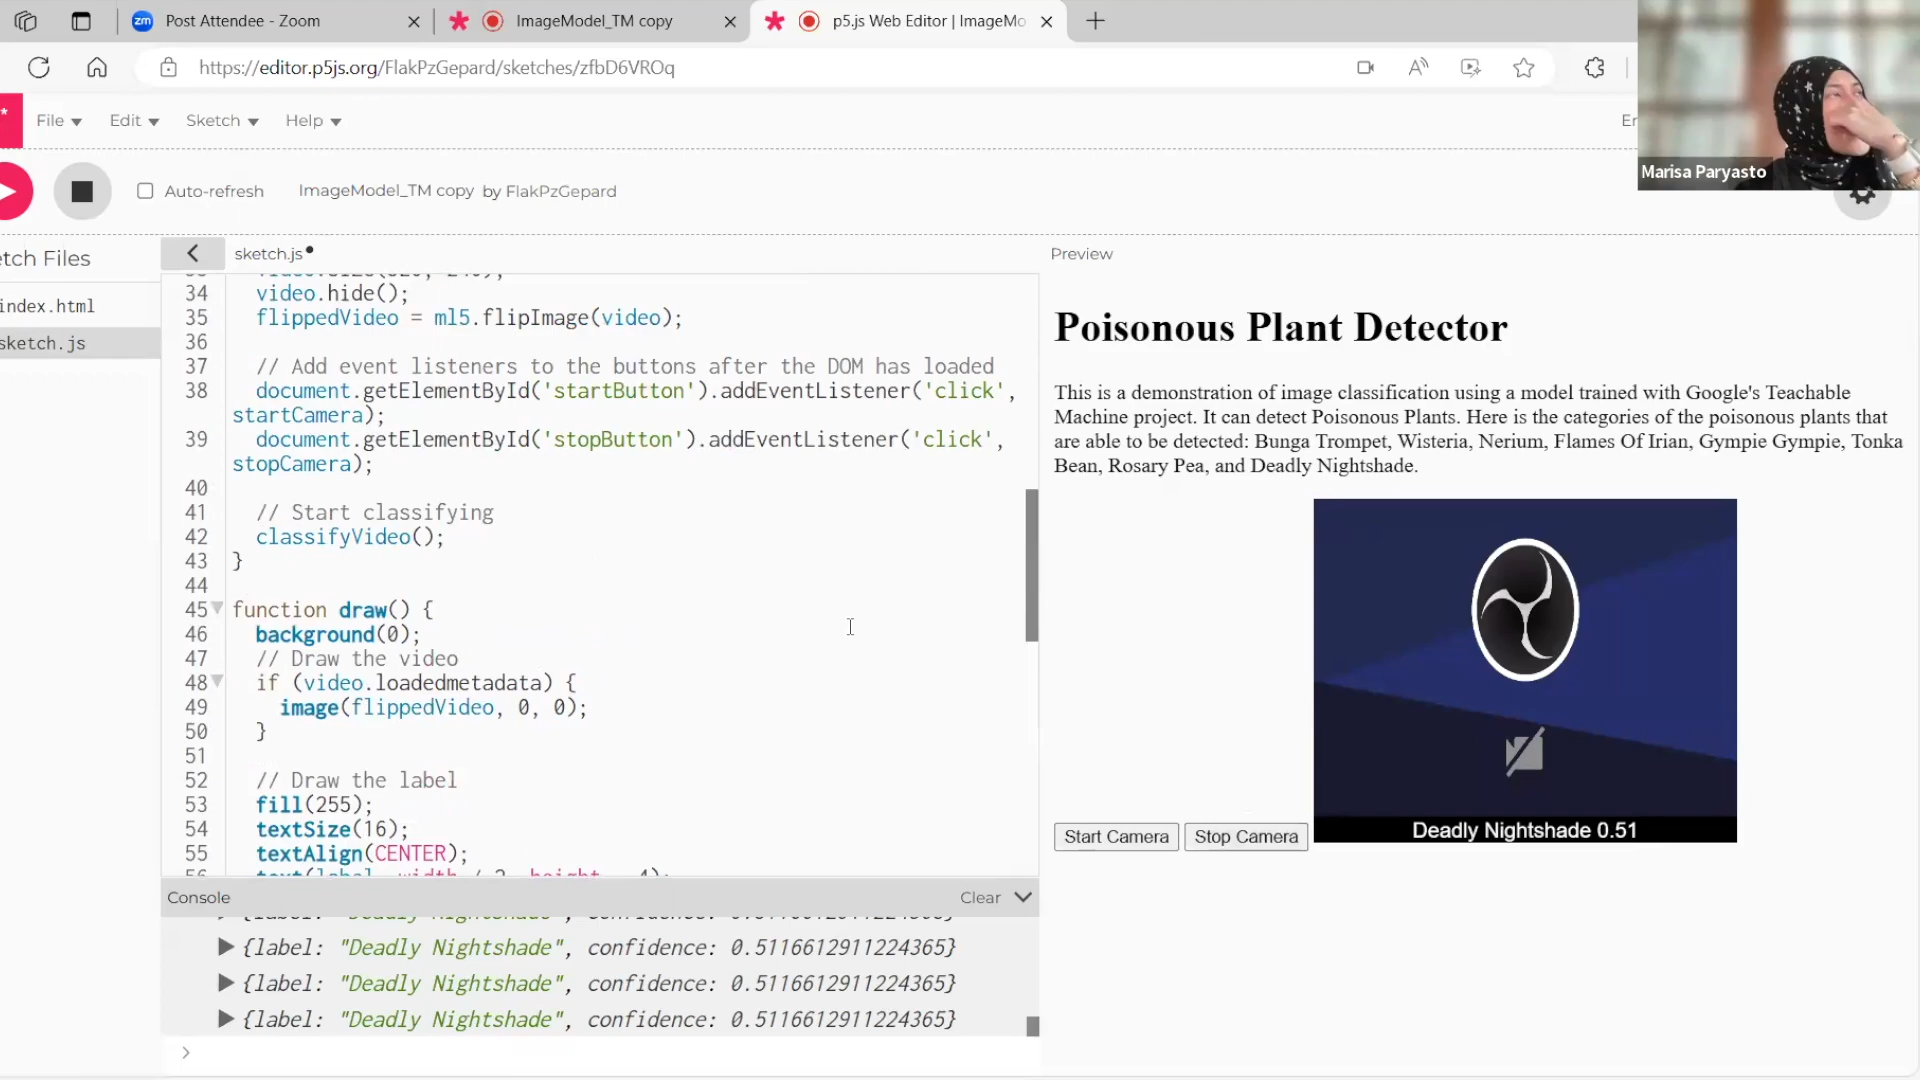 Post Attendee - Zoom
ImageModel_TM copy
p5.js Web Editor | ImageMo
https://editor.p5js.org/FlakPzGepard/sketches/zfbD6VROq
File
Edit
Sketch
Help
Marisa Paryasto
Auto-refresh
ImageModel_TM copy by FlakPzGepard
etch Files
index.html
sketch.js
sketch.js
34 video.hide();
35 flippedVideo = ml5.flipImage(video);
36
37 // Add event listeners to the buttons after the DOM has loaded
38 document.getElementById('startButton').addEventListener('click',
startCamera);
39 document.getElementById('stopButton').addEventListener('click',
stopCamera);
40
41 // Start classifying
42 classifyVideo();
43 }
44
45 function draw() {
46 background(0);
47 // Draw the video
48 if (video.loadedmetadata) {
49 image(flippedVideo, 0, 0);
50 }
51
52 // Draw the label
53 fill(255);
54 textSize(16);
55 textAlign(CENTER);
Console
Clear
{label: "Deadly Nightshade", confidence: 0.5116612911224365}
{label: "Deadly Nightshade", confidence: 0.5116612911224365}
{label: "Deadly Nightshade", confidence: 0.5116612911224365}
Preview
Poisonous Plant Detector
This is a demonstration of image classification using a model trained with Google's Teachable
Machine project. It can detect Poisonous Plants. Here is the categories of the poisonous plants that
are able to be detected: Bunga Trompet, Wisteria, Nerium, Flames Of Irian, Gympie Gympie, Tonka
Bean, Rosary Pea, and Deadly Nightshade.
Start Camera
Stop Camera
Deadly Nightshade 0.51